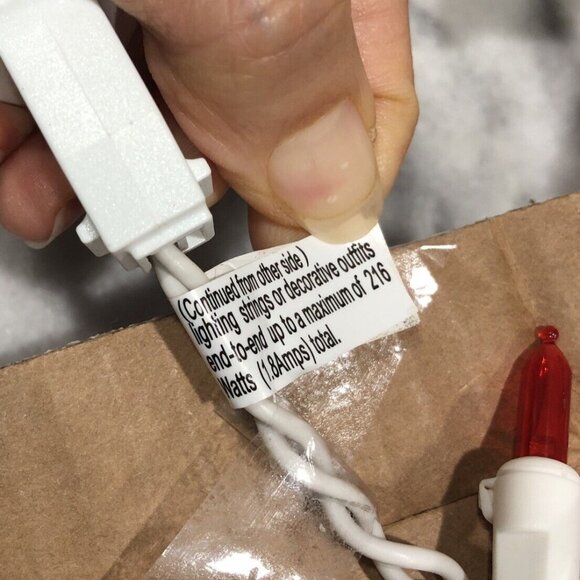 (Continued from other side)
lighting strings or decorative outfits
end-to-end up to a maximum of 216
Watts (1.8Amps) total.